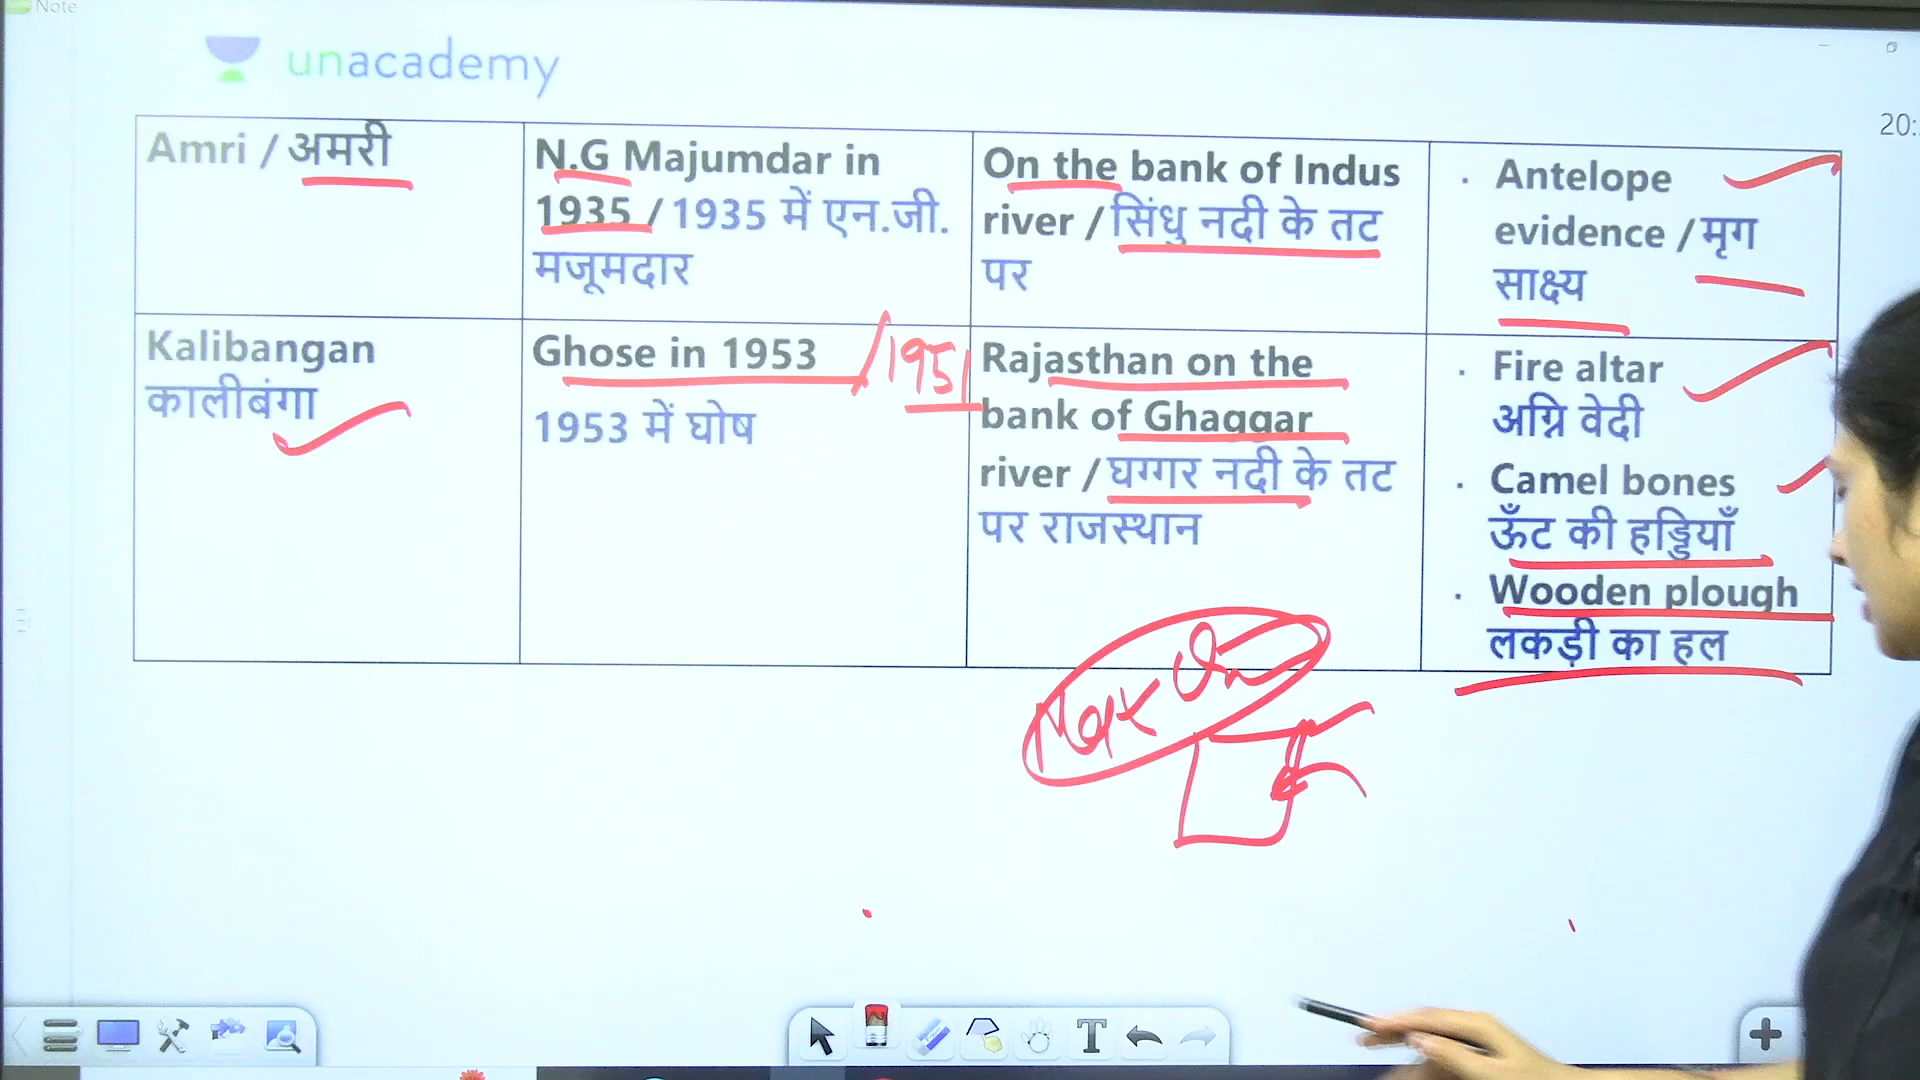 Note
unacademy
20:
Amri / अमरी
N.G Majumdar in
1935 / 1935 में एन.जी.
मजूमदार
On the bank of Indus
river / सिंधु नदी के तट
पर
Antelope
evidence / मृग
साक्ष्य
Kalibangan
कालीबंगा
Ghose in 1953 / 1951
1953 में घोष
Rajasthan on the
bank of Ghaggar
river / घग्गर नदी के तट
पर राजस्थान
Fire altar
अग्नि वेदी
Camel bones
ऊँट की हड्डियाँ
Wooden plough
लकड़ी का हल
T